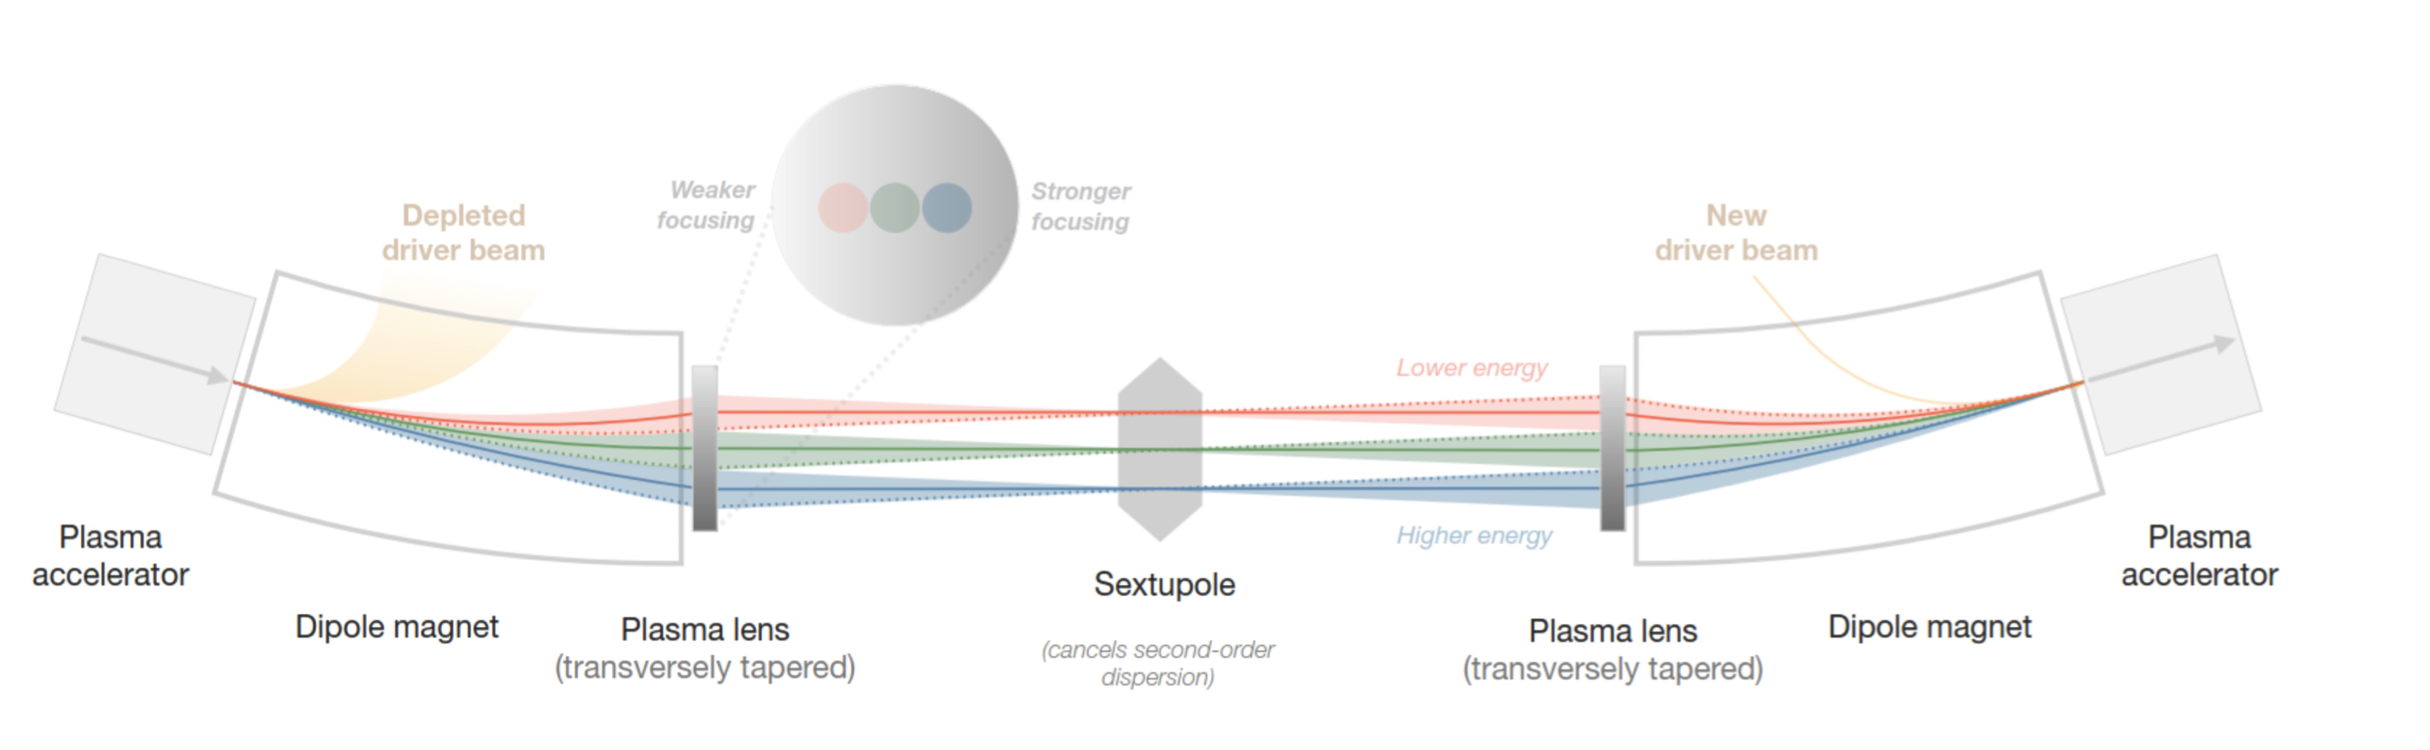 Weaker
focusing
Stronger
focusing
Depleted
driver beam
New
driver beam
Lower energy
Higher energy
Plasma
accelerator
Dipole magnet
Plasma lens
(transversely tapered)
Sextupole
(cancels second-order
dispersion)
Plasma lens
(transversely tapered)
Dipole magnet
Plasma
accelerator